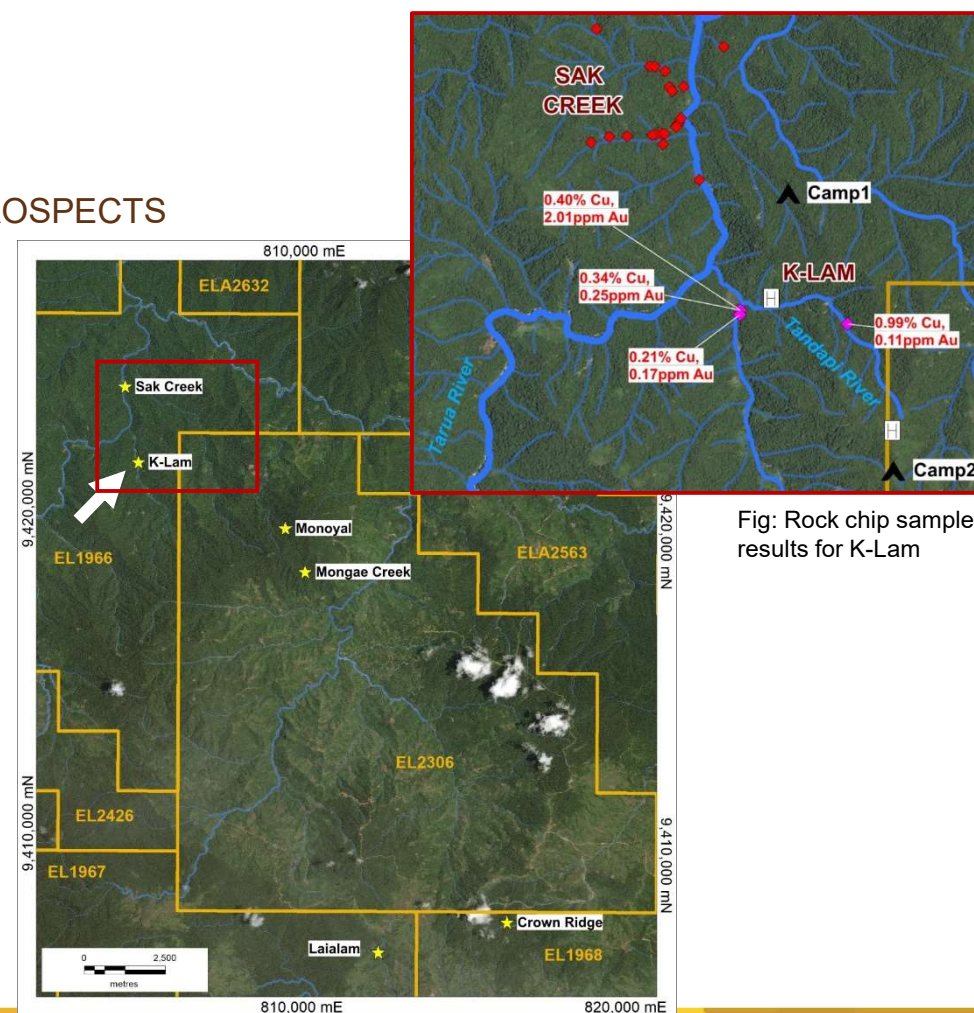 ROSPECTS
SAK
CREEK
Camp1
0.40% Cu,
2.01ppm Au
K-LAM
0.34% Cu,
0.25ppm Au
H
0.99% Cu,
0.11ppm Au
0.21% Cu,
0.17ppm Au
Tandapi River
Tarua River
H
Camp2
Fig: Rock chip sample
results for K-Lam
810,000 mE
ELA2632
Sak Creek
K-Lam
9,420,000 mN
9,420,000 mN
Monoyal
EL1966
ELA2563
Mongae Creek
EL2306
EL2426
9,410,000 mN
9,410,000 mN
EL1967
Crown Ridge
Laialam
EL1968
0 2,500
metres
810,000 mE
820,000 mE